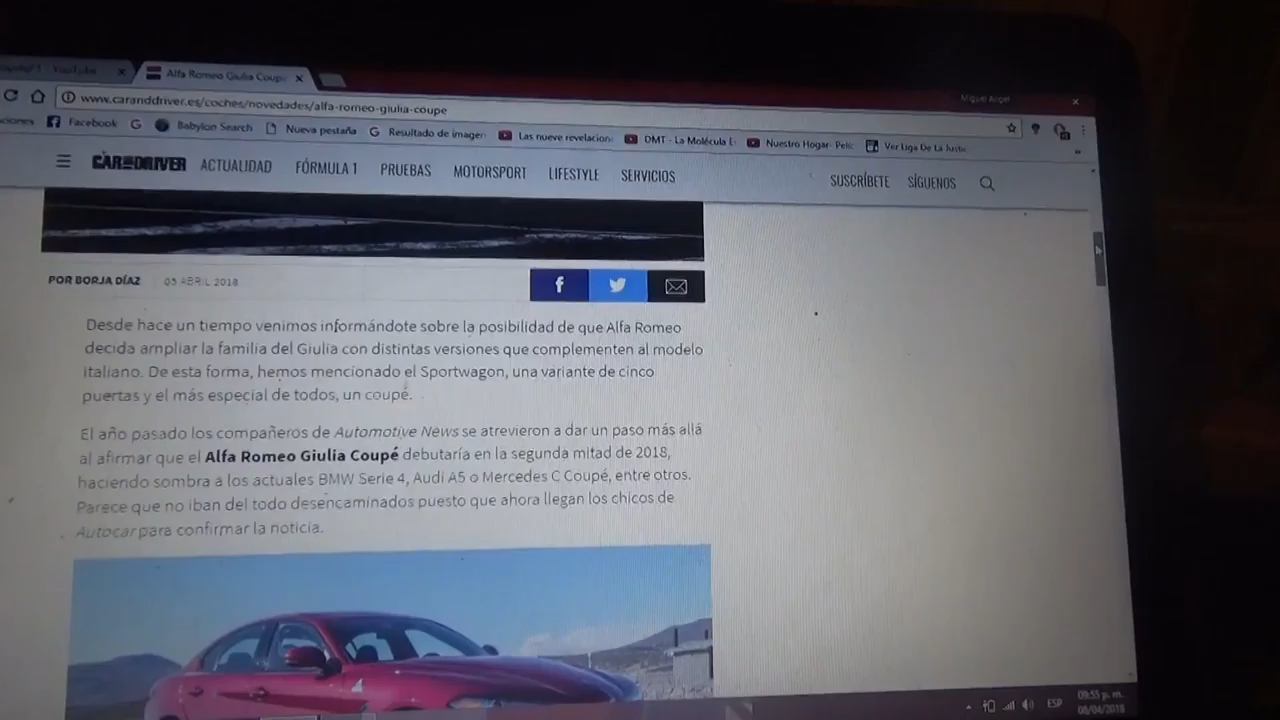 YouTube
Alfa Romeo Giulia Coupe
Miguel Angel
www.caranddriver.es/coches/novedades/alfa-romeo-giulia-coupe
ciones Facebook Babylon Search Nueva pestaña Resultado de imagen Las nueve revelacion DMT - La Molécula E Nuestro Hogar- Pelic Ver Liga De La Justic
CAR AND DRIVER ACTUALIDAD FÓRMULA 1 PRUEBAS MOTORSPORT LIFESTYLE SERVICIOS SUSCRÍBETE SÍGUENOS
POR BORJA DÍAZ 05 ABRIL 2018
Desde hace un tiempo venimos informándote sobre la posibilidad de que Alfa Romeo
decida ampliar la familia del Giulia con distintas versiones que complementen al modelo
italiano. De esta forma, hemos mencionado el Sportwagon, una variante de cinco
puertas y el más especial de todos, un coupé.
El año pasado los compañeros de Automotive News se atrevieron a dar un paso más allá
al afirmar que el Alfa Romeo Giulia Coupé debutaría en la segunda mitad de 2018,
haciendo sombra a los actuales BMW Serie 4, Audi A5 o Mercedes C Coupé, entre otros.
Parece que no iban del todo desencaminados puesto que ahora llegan los chicos de
Autocar para confirmar la noticia.
ESP
09:55 p. m.
08/04/2018